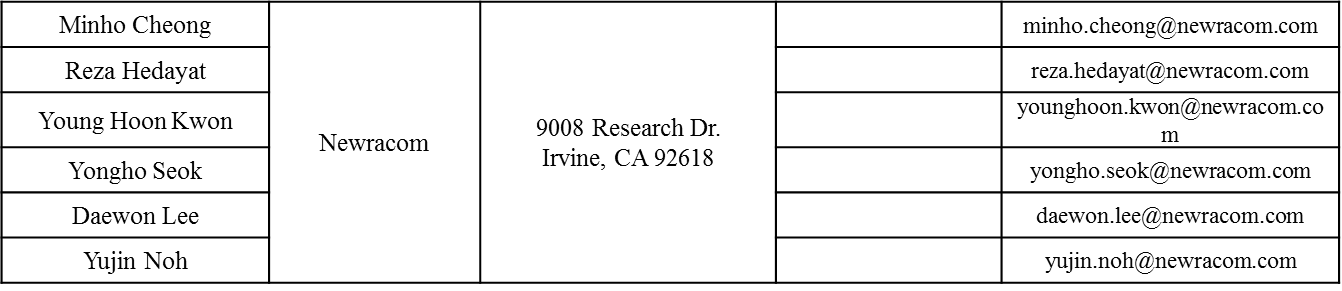 Minho Cheong
minho.cheong@newracom.com
Reza Hedayat
reza.hedayat@newracom.com
Young Hoon Kwon
younghoon.kwon@newracom.co
m
Newracom
9008 Research Dr.
Irvine, CA 92618
Yongho Seok
yongho.seok@newracom.com
Daewon Lee
daewon.lee@newracom.com
Yujin Noh
yujin.noh@newracom.com